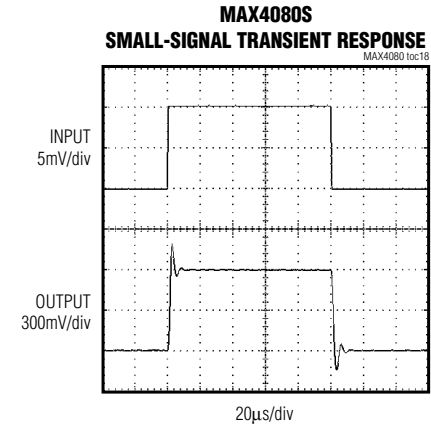 MAX4080S
SMALL-SIGNAL TRANSIENT RESPONSE
MAX4080 toc18
INPUT
5mV/div
OUTPUT
300mV/div
20µs/div